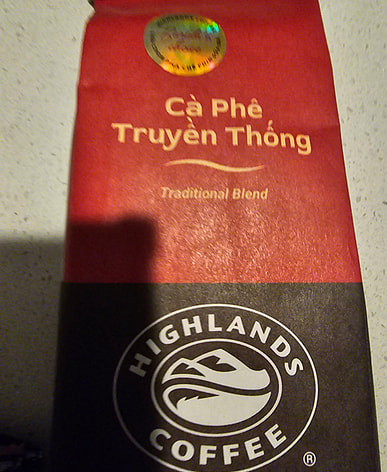 Cà Phê
Truyền Thống
Traditional Blend
HIGHLANDS
COFFEE
®